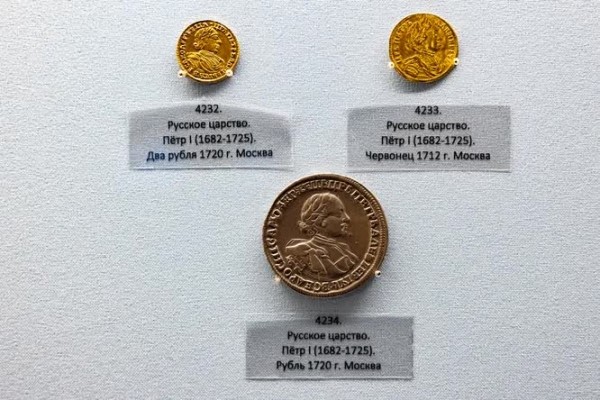 4232.
Русское царство.
Пётр I (1682-1725).
Два рубля 1720 г. Москва
4233.
Русское царство.
Пётр I (1682-1725).
Червонец 1712 г. Москва
4234.
Русское царство.
Пётр I (1682-1725).
Рубль 1720 г. Москва